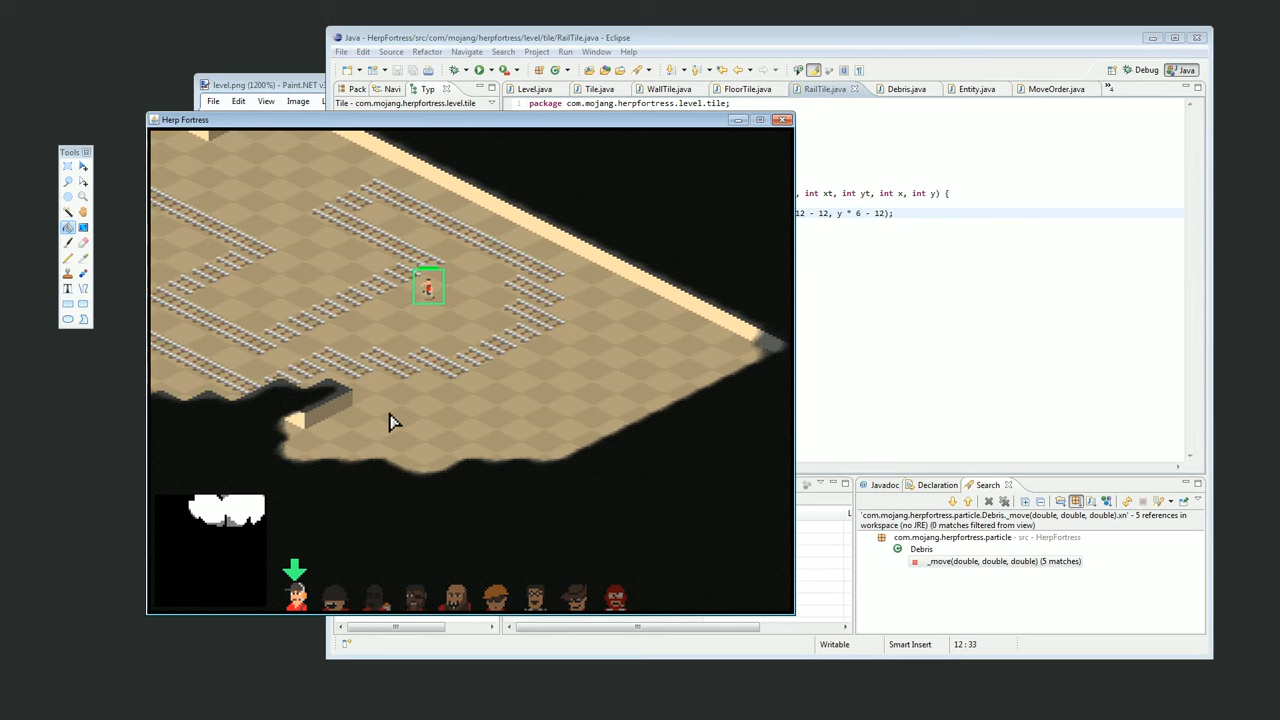 Java - HerpFortress/src/com/mojang/herpfortress/level/tile/RailTile.java - Eclipse
File Edit Source Refactor Navigate Search Project Run Window Help
Debug Java
level.png (1200%) - Paint.NET v
File Edit View Image
Pack Navi Typ
Level.java Tile.java WallTile.java FloorTile.java RailTile.java Debris.java Entity.java MoveOrder.java
Tile - com.mojang.herpfortress.level.tile
1 package com.mojang.herpfortress.level.tile;
Herp Fortress
Tools
, int xt, int yt, int x, int y) {
12 - 12, y * 6 - 12);
Javadoc Declaration Search
'com.mojang.herpfortress.particle.Debris._move(double, double, double).xn' - 5 references in
workspace (no JRE) (0 matches filtered from view)
com.mojang.herpfortress.particle - src - HerpFortress
Debris
_move(double, double, double) (5 matches)
Writable Smart Insert 12 : 33